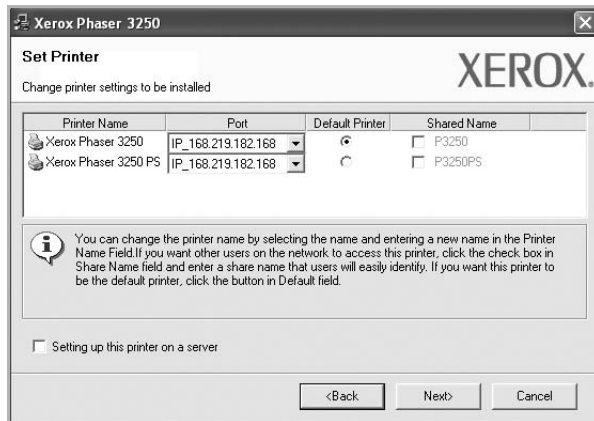 Xerox Phaser 3250
Set Printer
Change printer settings to be installed
XEROX.
Printer Name Port Default Printer Shared Name
Xerox Phaser 3250 IP_168.219.182.168 P3250
Xerox Phaser 3250 PS IP_168.219.182.168 P3250PS
You can change the printer name by selecting the name and entering a new name in the Printer
Name Field.If you want other users on the network to access this printer, click the check box in
Share Name field and enter a share name that users will easily identify. If you want this printer to
be the default printer, click the button in Default field.
Setting up this printer on a server
<Back Next> Cancel